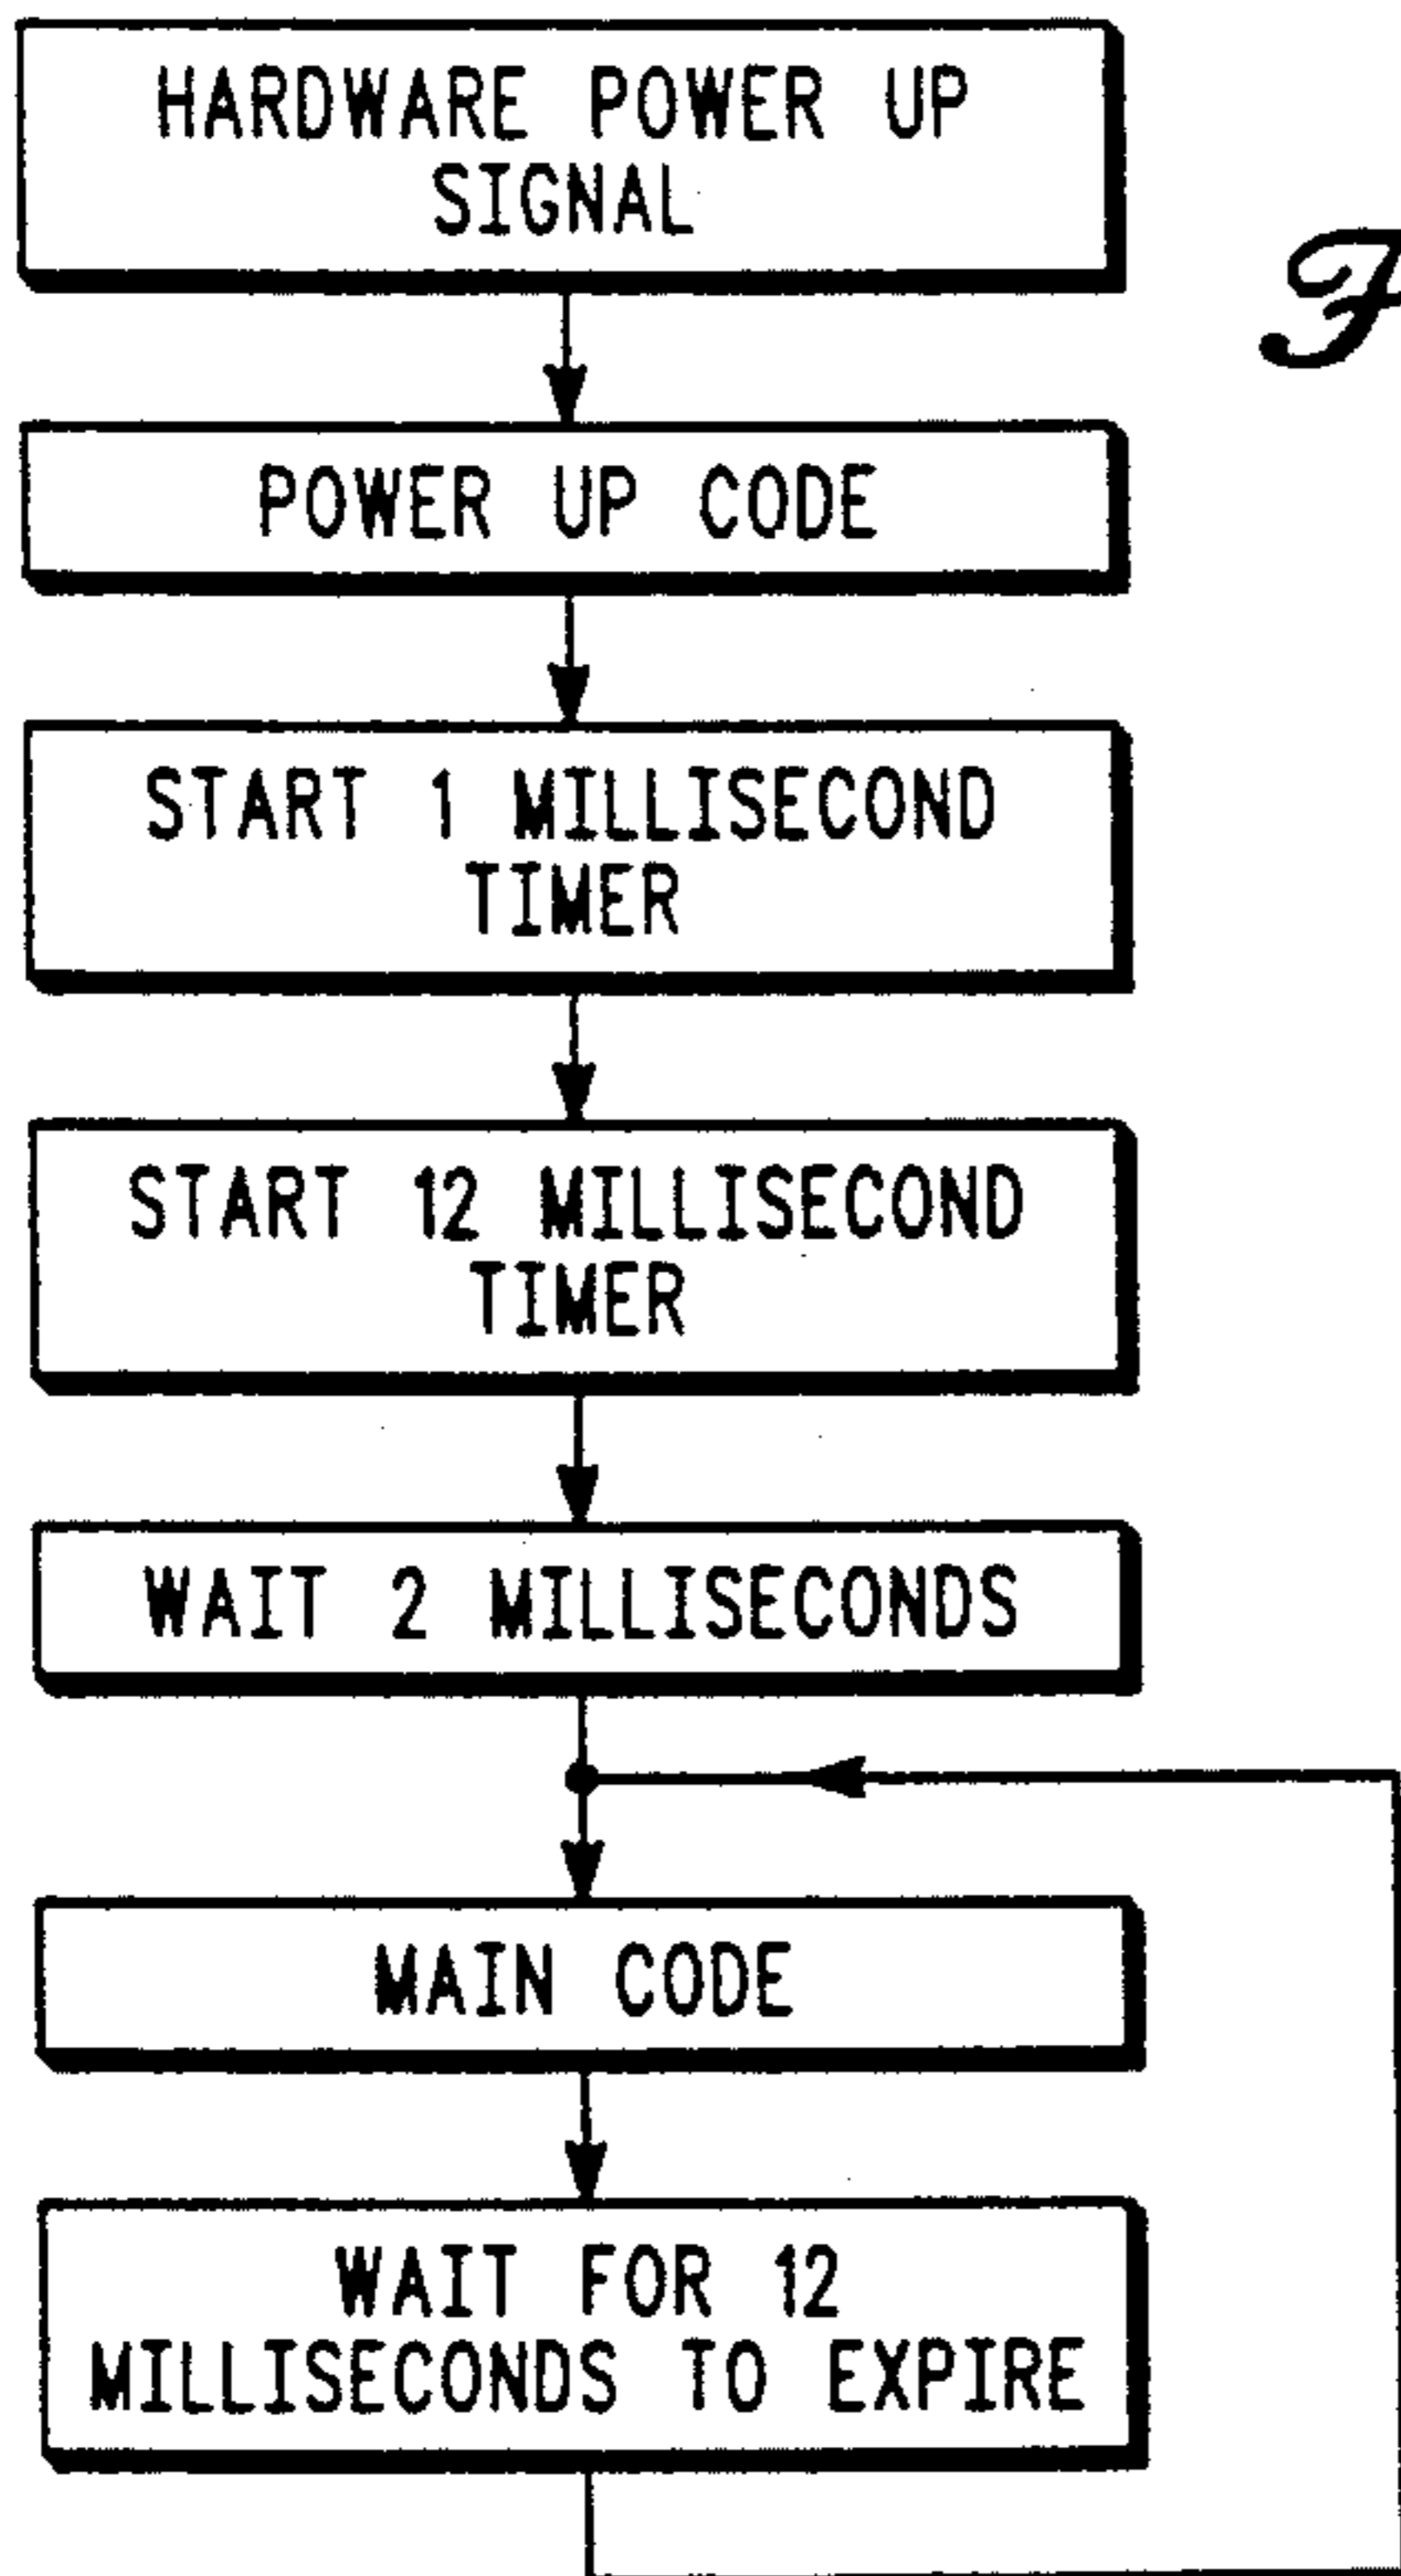 HARDWARE POWER UP
SIGNAL
POWER UP CODE
START 1 MILLISECOND
TIMER
START 12 MILLISECOND
TIMER
WAIT 2 MILLISECONDS
MAIN CODE
WAIT FOR 12
MILLISECONDS TO EXPIRE